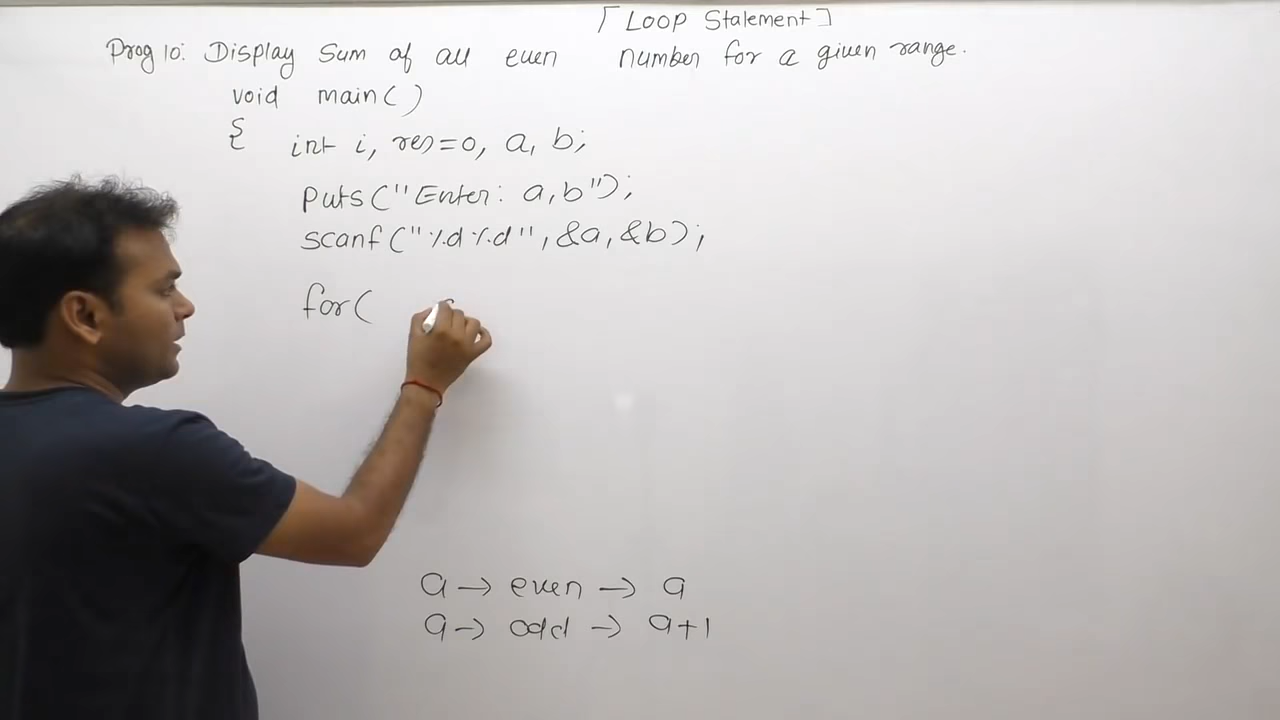 [Loop Statement]
Prog 10: Display Sum of all even number for a given range.
void main()
{ int i, res=0, a, b;
puts("Enter: a,b");
scanf("%d%d", &a, &b);
for(
a → even → a
a → odd → a+1